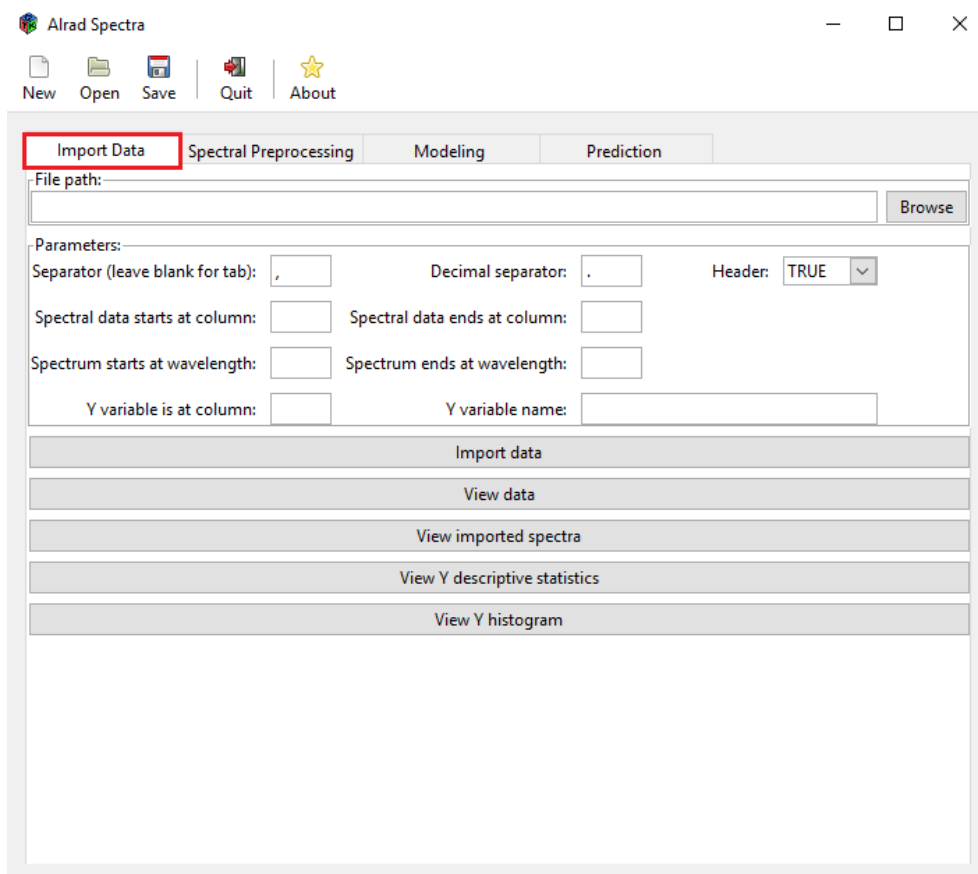 Alrad Spectra
New Open Save Quit About
Import Data Spectral Preprocessing Modeling Prediction
File path:
Browse
Parameters:
Separator (leave blank for tab): , Decimal separator: . Header: TRUE
Spectral data starts at column: Spectral data ends at column:
Spectrum starts at wavelength: Spectrum ends at wavelength:
Y variable is at column: Y variable name:
Import data
View data
View imported spectra
View Y descriptive statistics
View Y histogram